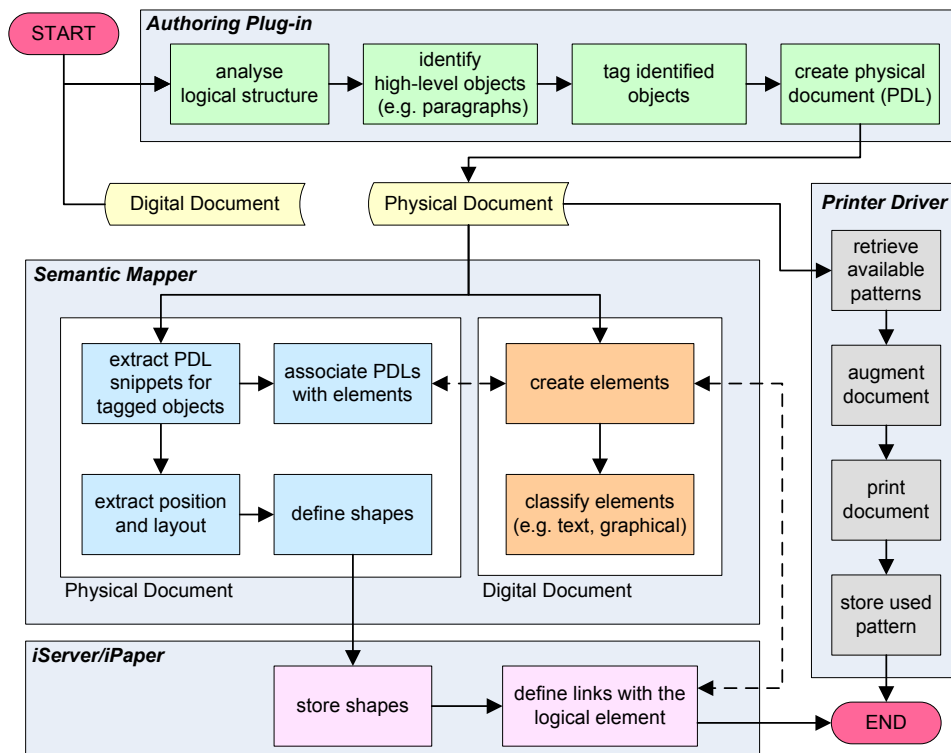 START
Authoring Plug-in
analyse
logical structure
identify
high-level objects
(e.g. paragraphs)
tag identified
objects
create physical
document (PDL)
Digital Document
Physical Document
Printer Driver
retrieve
available
patterns
augment
document
print
document
store used
pattern
Semantic Mapper
extract PDL
snippets for
tagged objects
associate PDLs
with elements
create elements
extract position
and layout
define shapes
classify elements
(e.g. text, graphical)
Physical Document
Digital Document
iServer/iPaper
store shapes
define links with the
logical element
END